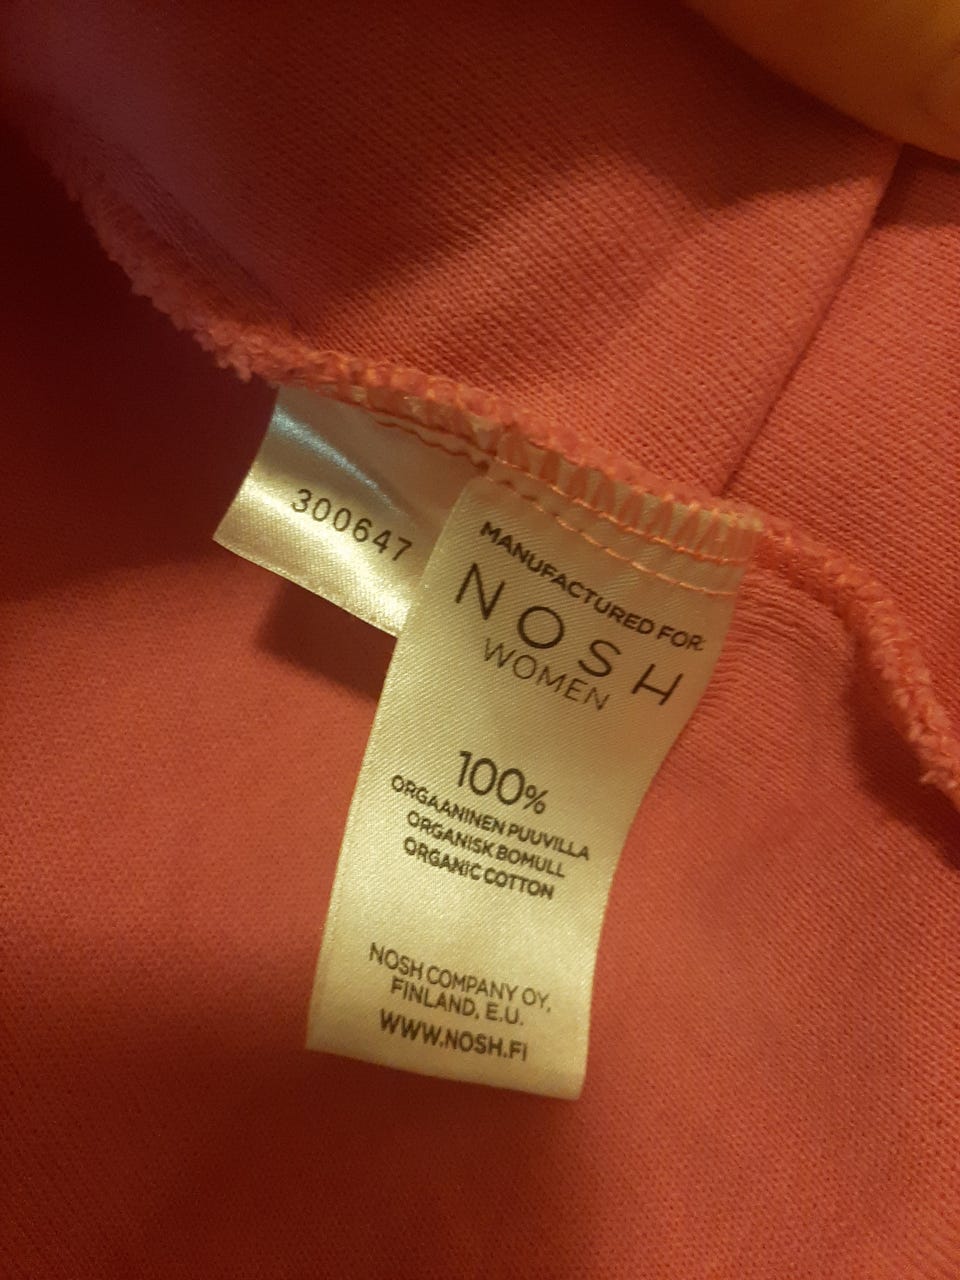 300647
MANUFACTURED FOR:
NOSH
WOMEN
100%
ORGAANINEN PUUVILLA
ORGANISK BOMULL
ORGANIC COTTON
NOSH COMPANY OY,
FINLAND, E.U.
WWW.NOSH.FI